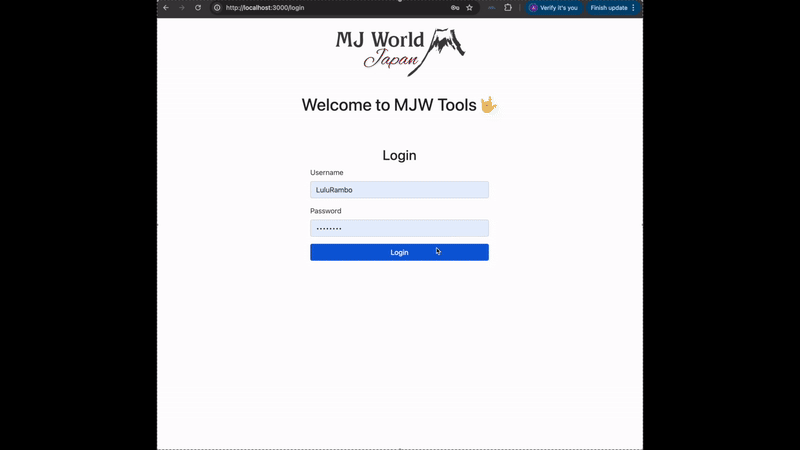 http://localhost:3000/login
Verify it's you
Finish update
MJ World
Japan
Welcome to MJW Tools 🤟
Login
Username
LuluRambo
Password
••••••••
Login